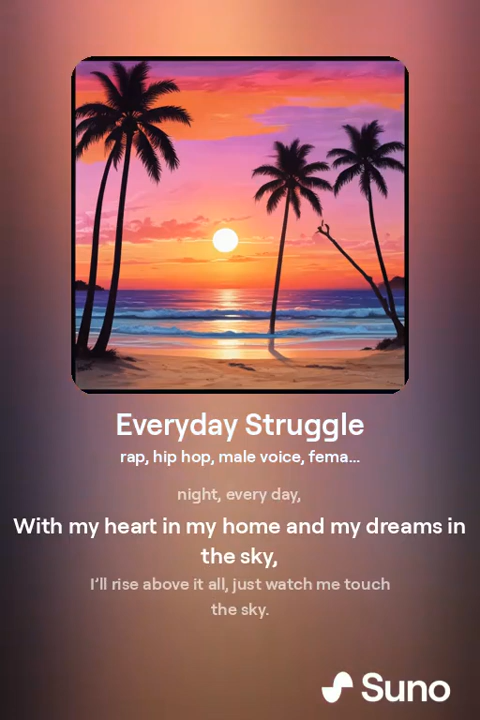 Everyday Struggle
rap, hip hop, male voice, fema...
night, every day,
With my heart in my home and my dreams in
the sky,
I’ll rise above it all, just watch me touch
the sky.
Suno